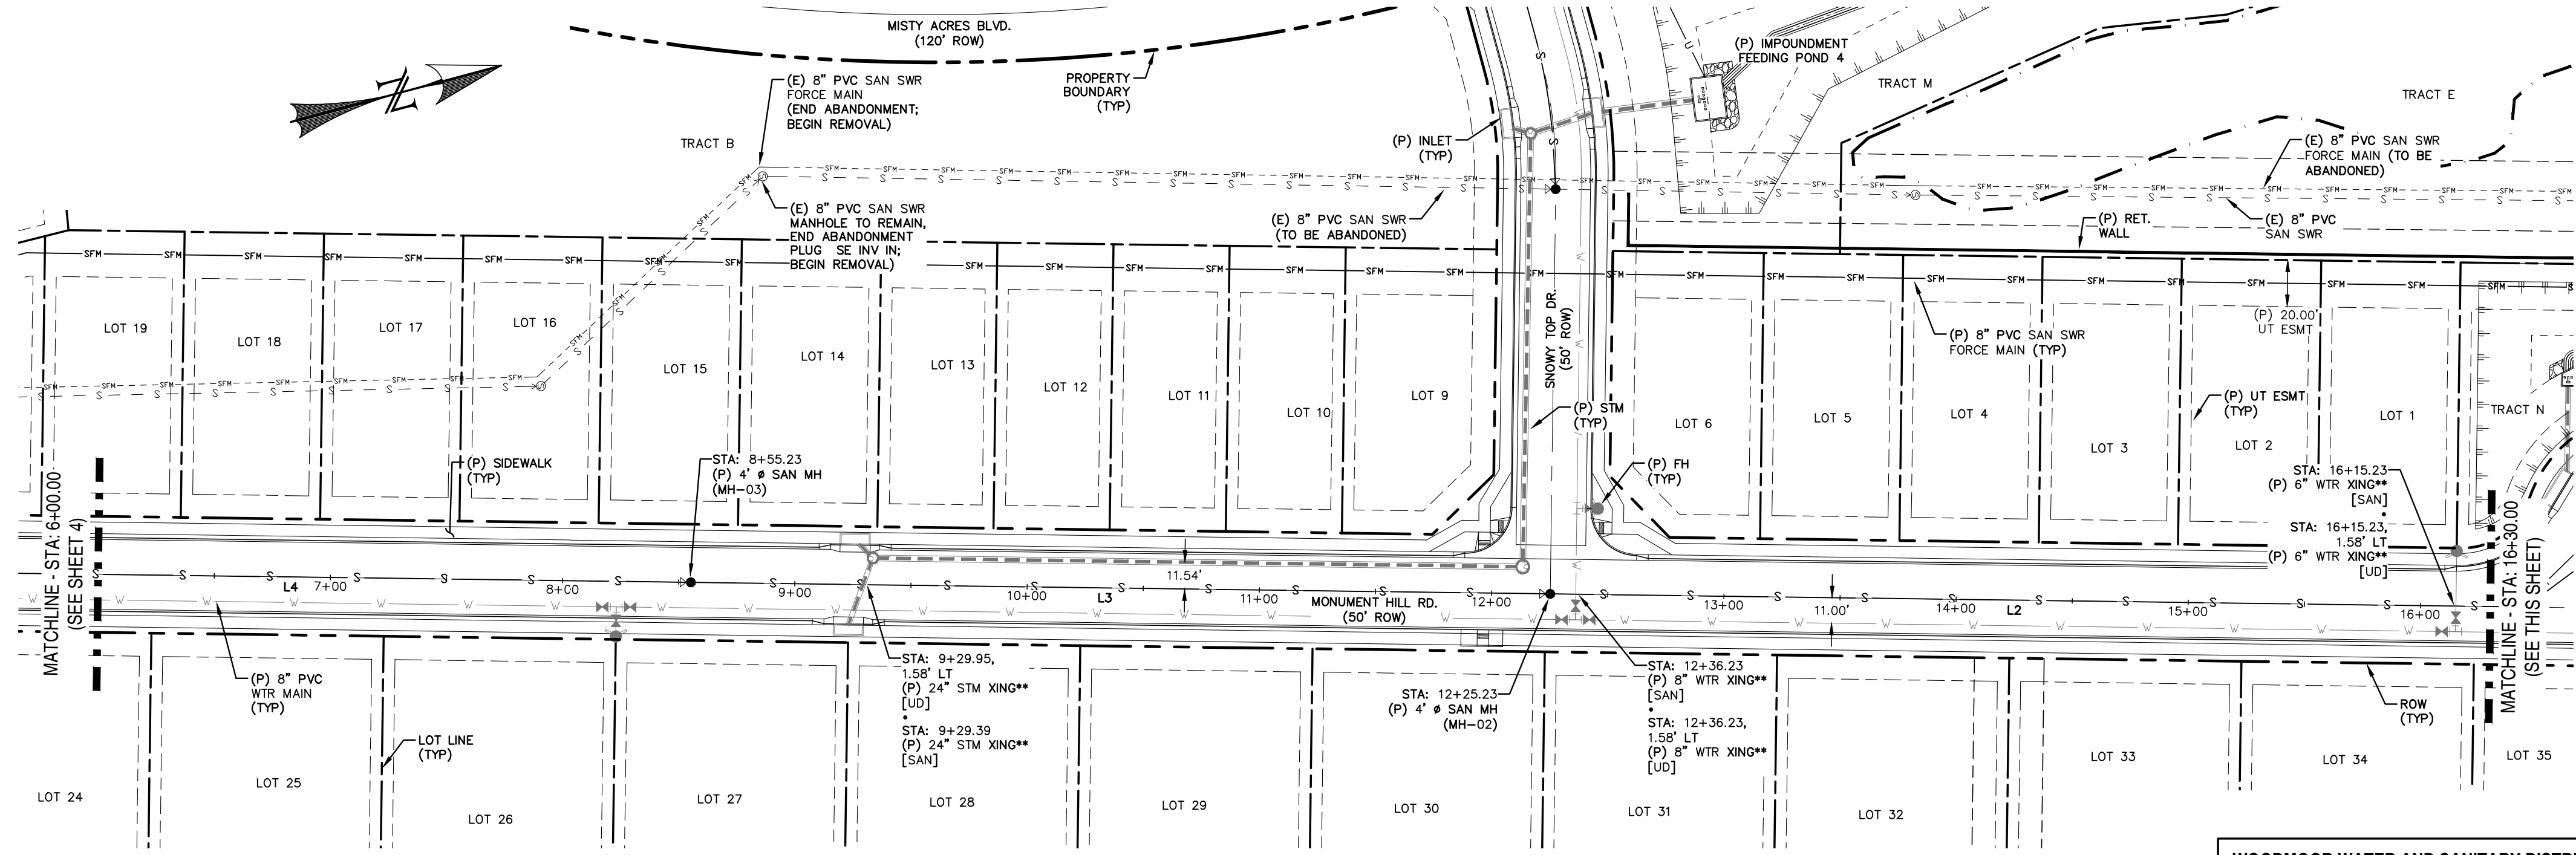 MISTY ACRES BLVD.
(120' ROW)
PROPERTY
BOUNDARY
(TYP)
(E) 8" PVC SAN SWR
FORCE MAIN
(END ABANDONMENT;
BEGIN REMOVAL)
TRACT B
(P) IMPOUNDMENT
FEEDING POND 4
TRACT M
TRACT E
(P) INLET
(TYP)
(E) 8" PVC SAN SWR
FORCE MAIN (TO BE
ABANDONED)
(E) 8" PVC SAN SWR
MANHOLE TO REMAIN,
END ABANDONMENT
PLUG SE INV IN;
BEGIN REMOVAL)
(E) 8" PVC SAN SWR
(TO BE ABANDONED)
(P) RET.
WALL
(E) 8" PVC
SAN SWR
SNOWY TOP DR.
(50' ROW)
(P) 20.00'
UT ESMT
(P) 8" PVC SAN SWR
FORCE MAIN (TYP)
LOT 19
LOT 18
LOT 17
LOT 16
LOT 15
LOT 14
LOT 13
LOT 12
LOT 11
LOT 10
LOT 9
LOT 6
LOT 5
LOT 4
LOT 3
LOT 2
LOT 1
TRACT N
(P) STM
(TYP)
(P) UT ESMT
(TYP)
(P) SIDEWALK
(TYP)
STA: 8+55.23
(P) 4' ø SAN MH
(MH-03)
(P) FH
(TYP)
STA: 16+15.23
(P) 6" WTR XING**
[SAN]
•
STA: 16+15.23,
1.58' LT
(P) 6" WTR XING**
[UD]
MATCHLINE - STA: 6+00.00
(SEE SHEET 4)
MATCHLINE - STA: 16+30.00
(SEE THIS SHEET)
L4
7+00
8+00
9+00
10+00
L3
11.54'
11+00
MONUMENT HILL RD.
(50' ROW)
12+00
13+00
11.00'
14+00
L2
15+00
16+00
(P) 8" PVC
WTR MAIN
(TYP)
LOT LINE
(TYP)
STA: 9+29.95,
1.58' LT
(P) 24" STM XING**
[UD]
•
STA: 9+29.39
(P) 24" STM XING**
[SAN]
STA: 12+25.23
(P) 4' ø SAN MH
(MH-02)
STA: 12+36.23
(P) 8" WTR XING**
[SAN]
•
STA: 12+36.23,
1.58' LT
(P) 8" WTR XING**
[UD]
ROW
(TYP)
LOT 24
LOT 25
LOT 26
LOT 27
LOT 28
LOT 29
LOT 30
LOT 31
LOT 32
LOT 33
LOT 34
LOT 35